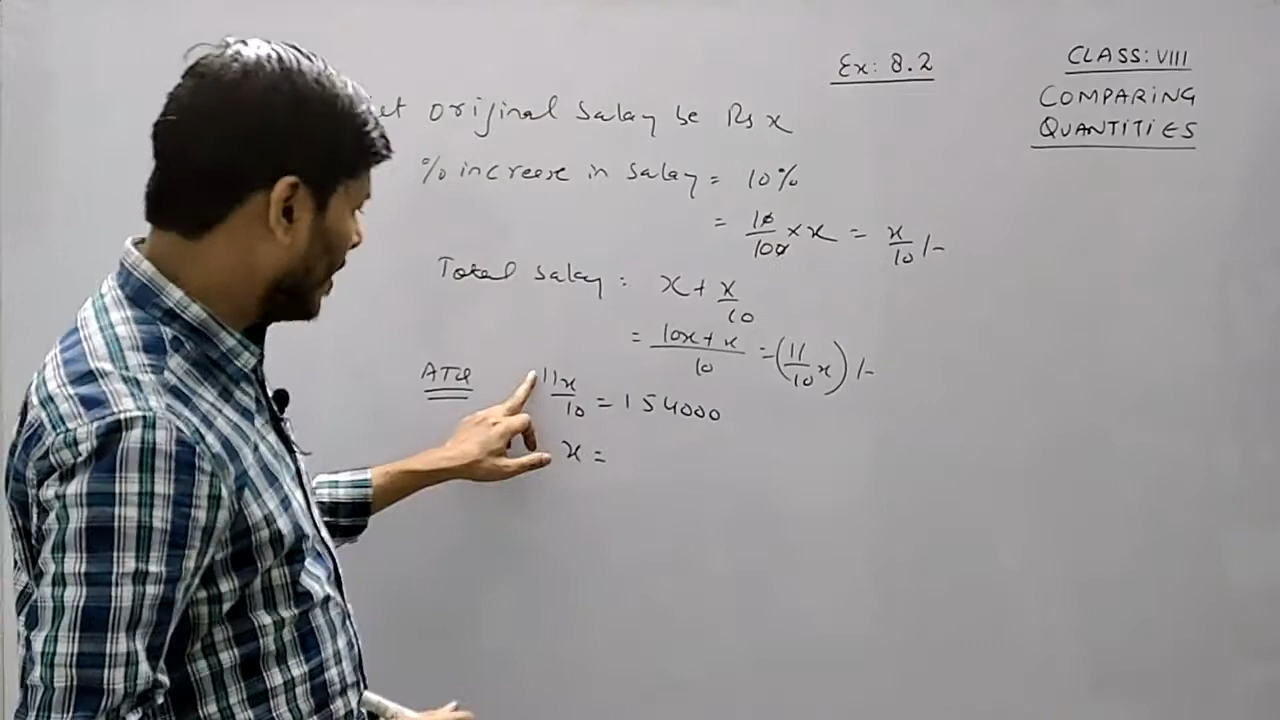 Ex: 8.2
CLASS: VIII
COMPARING
QUANTITIES
Let original salary be Rs x
% increase in salary = 10%
= 10/100 × x = x/10 /-
Total salary : x + x/10
= 10x + x/10 = (11/10 x) /-
ATQ 11x/10 = 154000
x =